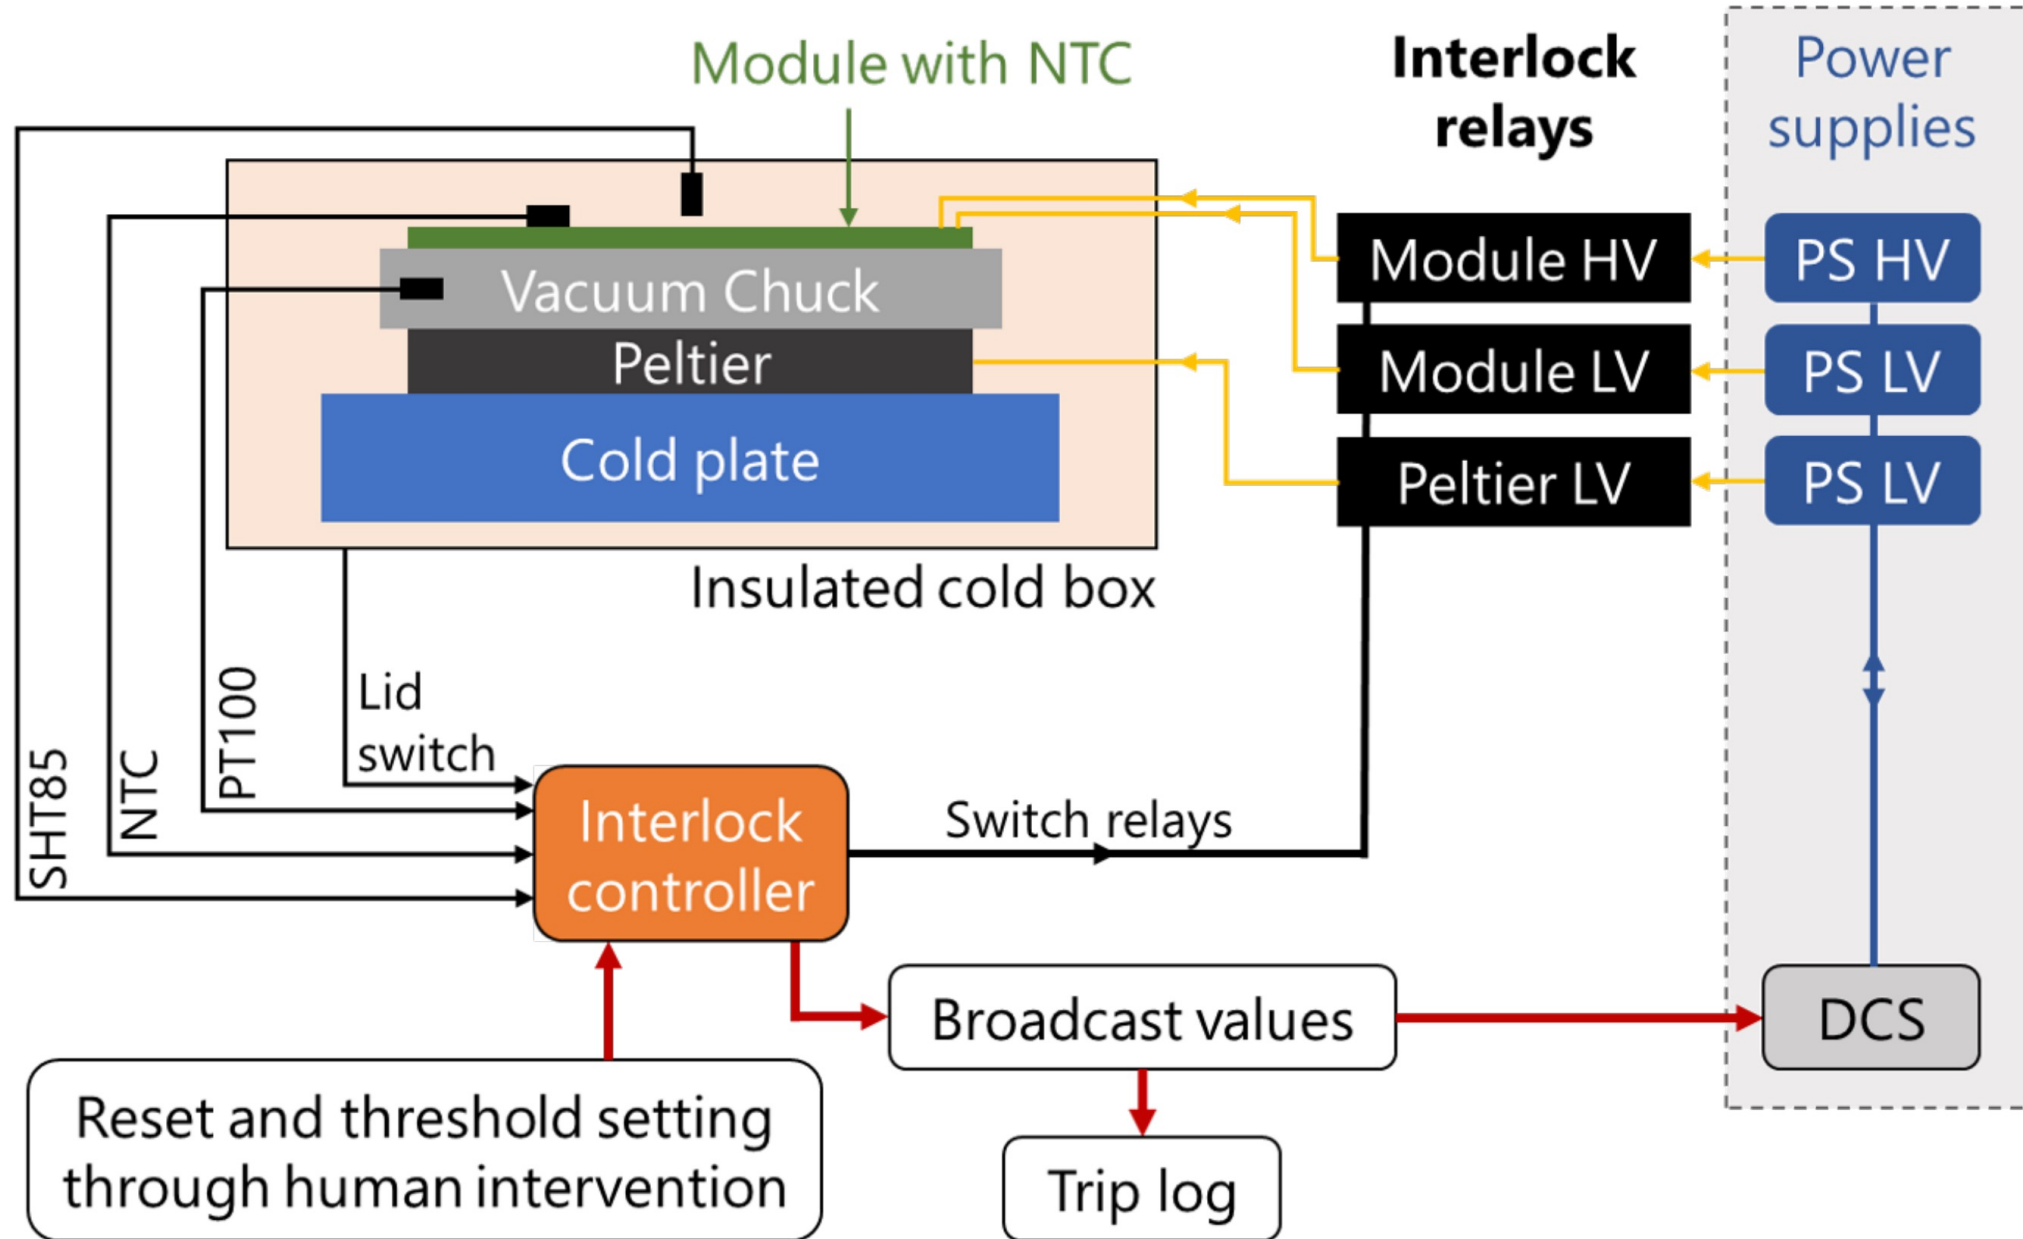 Module with NTC
Interlock
relays
Power
supplies
Vacuum Chuck
Peltier
Cold plate
Insulated cold box
Module HV
Module LV
Peltier LV
PS HV
PS LV
PS LV
SHT85
NTC
PT100
Lid
switch
Interlock
controller
Switch relays
Broadcast values
DCS
Reset and threshold setting
through human intervention
Trip log